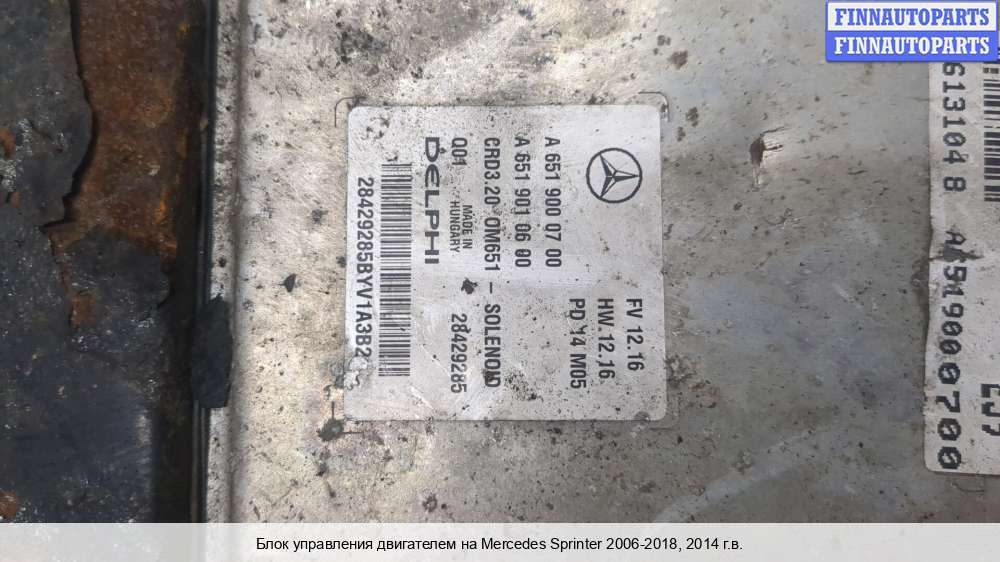 FINNAUTOPARTS
FINNAUTOPARTS
A 651 900 07 00
A 651 901 06 00
CRD3.20 OM651 - SOLENOID
Q01
MADE IN
HUNGARY
28429285
DELPHI
28429285BYV1A3B2
FV 12.16
HW.12.16
PD 14 M05
6131048
A6519000700
Блок управления двигателем на Mercedes Sprinter 2006-2018, 2014 г.в.